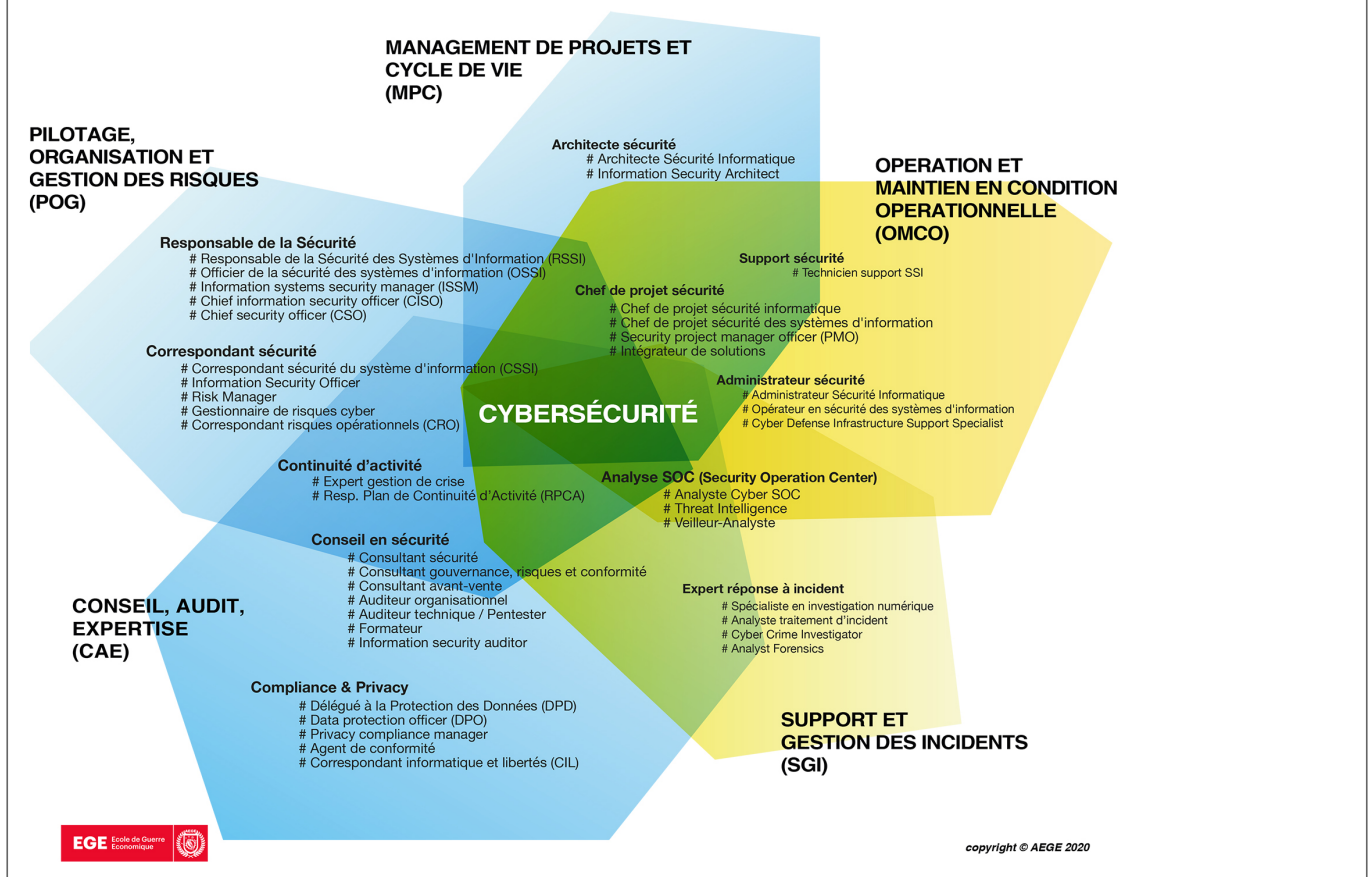 MANAGEMENT DE PROJETS ET
CYCLE DE VIE
(MPC)
PILOTAGE,
ORGANISATION ET
GESTION DES RISQUES
(POG)
Architecte sécurité
# Architecte Sécurité Informatique
# Information Security Architect
OPERATION ET
MAINTIEN EN CONDITION
OPERATIONNELLE
(OMCO)
Responsable de la Sécurité
# Responsable de la Sécurité des Systèmes d'Information (RSSI)
# Officier de la sécurité des systèmes d'information (OSSI)
# Information systems security manager (ISSM)
# Chief information security officer (CISO)
# Chief security officer (CSO)
Support sécurité
# Technicien support SSI
Chef de projet sécurité
# Chef de projet sécurité informatique
# Chef de projet sécurité des systèmes d'information
# Security project manager officer (PMO)
# Intégrateur de solutions
Correspondant sécurité
# Correspondant sécurité du système d'information (CSSI)
# Information Security Officer
# Risk Manager
# Gestionnaire de risques cyber
# Correspondant risques opérationnels (CRO)
Administrateur sécurité
# Administrateur Sécurité Informatique
# Opérateur en sécurité des systèmes d'information
# Cyber Defense Infrastructure Support Specialist
CYBERSÉCURITÉ
Continuité d’activité
# Expert gestion de crise
# Resp. Plan de Continuité d’Activité (RPCA)
Analyse SOC (Security Operation Center)
# Analyste Cyber SOC
# Threat Intelligence
# Veilleur-Analyste
Conseil en sécurité
# Consultant sécurité
# Consultant gouvernance, risques et conformité
# Consultant avant-vente
# Auditeur organisationnel
# Auditeur technique / Pentester
# Formateur
# Information security auditor
Expert réponse à incident
# Spécialiste en investigation numérique
# Analyste traitement d’incident
# Cyber Crime Investigator
# Analyst Forensics
CONSEIL, AUDIT,
EXPERTISE
(CAE)
Compliance & Privacy
# Délégué à la Protection des Données (DPD)
# Data protection officer (DPO)
# Privacy compliance manager
# Agent de conformité
# Correspondant informatique et libertés (CIL)
SUPPORT ET
GESTION DES INCIDENTS
(SGI)
EGE
Ecole de Guerre
Economique
copyright © AEGE 2020